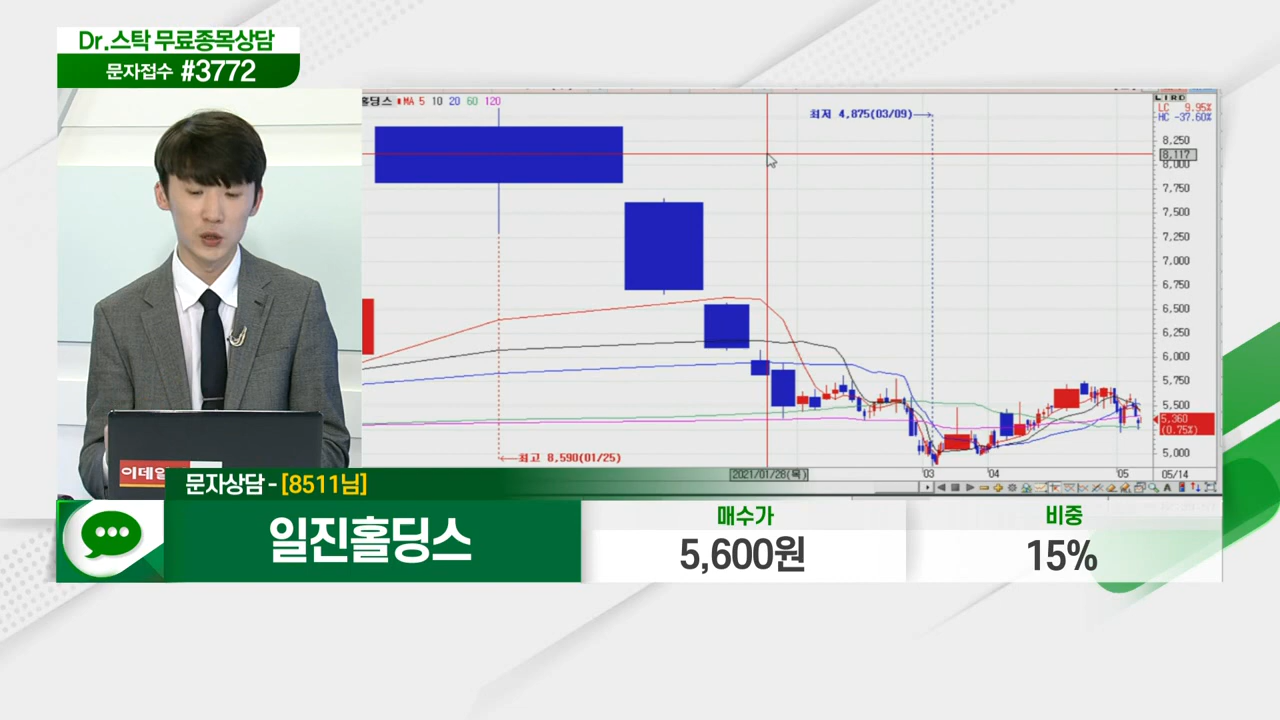 Dr.스탁 무료종목상담
문자접수 #3772
홀딩스 MA 5 10 20 60 120
최저 4,875(03/09)
LC 9.95%
HC -37.60%
8,250
8,117
8,000
7,750
7,500
7,250
7,000
6,750
6,500
6,250
6,000
5,750
5,500
5,360
(0.75%)
5,000
최고 8,590(01/25)
2021/01/28(목)
'03
'04
'05
05/14
이데일
문자상담 - [8511님]
일진홀딩스
매수가
5,600원
비중
15%